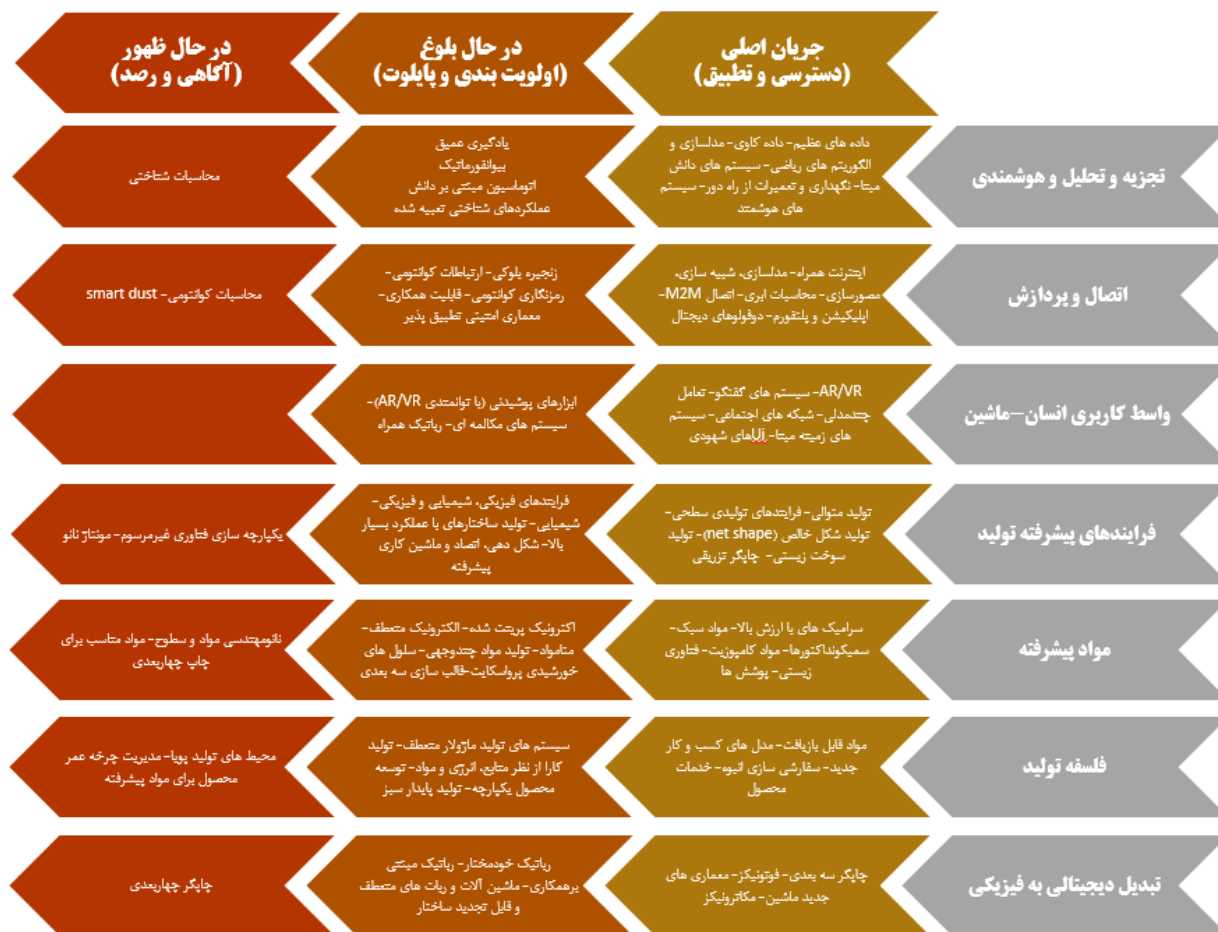 جریان اصلی
(دسترسی و تطبیق)
در حال بلوغ
(اولویت بندی و پایلوت)
در حال ظهور
(آگاهی و رصد)
تجزیه و تحلیل و هوشمندی
داده های عظیم- داده کاوی- مدلسازی و
الگوریتم های ریاضی- سیستم های دانش
مبنا- نگهداری و تعمیرات از راه دور- سیستم
های هوشمند
یادگیری عمیق
بیوانفورماتیک
اتوماسیون مبتنی بر دانش
عملکردهای شناختی تعبیه شده
محاسبات شناختی
اتصال و پردازش
اینترنت همراه- مدلسازی، شبیه سازی،
مصورسازی- محاسبات ابری- اتصال M2M-
اپلیکیشن و پلتفورم- دوقولوهای دیجتال
زنجیره بلوکی- ارتباطات کوانتومی-
رمزنگاری کوانتومی- قابلیت همکاری-
معماری امنیتی تطبیق پذیر
محاسبات کوانتومی- smart dust
واسط کاربری انسان–ماشین
AR/VR- سیستم های گفتگو- تعامل
چندمدلی- شبکه های اجتماعی- سیستم
های زمینه مبنا- Uiهای شهودی
ابزارهای پوشیدنی (با توانمندی AR/VR)-
سیستم های مکالمه ای- رباتیک همراه
فرایندهای پیشرفته تولید
تولید متوالی- فرایندهای تولیدی سطحی-
تولید شکل خالص (net shape)- تولید
سوخت زیستی- چاپگر تزریقی
فرایندهای فیزیکی، شیمیایی و فیزیکی-
شیمیایی- تولید ساختارهای با عملکرد بسیار
بالا- شکل دهی، اتصاد و ماشین کاری
پیشرفته
یکپارچه سازی فناوری غیرمرسوم- مونتاژ نانو
مواد پیشرفته
سرامیک های با ارزش بالا- مواد سبک-
سمیکونداکتورها- مواد کامپوزیت- فناوری
زیستی- پوشش ها
اکترونیک پرینت شده- الکترونیک منعطف-
متامواد- تولید مواد چندوجهی- سلول های
خورشیدی پرواسکایت-قالب سازی سه بعدی
نانومهندسی مواد و سطوح- مواد مناسب برای
چاپ چهاربعدی
فلسفه تولید
مواد قابل بازیافت- مدل های کسب و کار
جدید- سفارشی سازی انبوه- خدمات
محصول
سیستم های تولید ماژولار منعطف- تولید
کارا از نظر منابع، انرژی و مواد- توسعه
محصول یکپارچه- تولید پایدار سبز
محیط های تولید پویا- مدیریت چرخه عمر
محصول برای مواد پیشرفته
تبدیل دیجیتالی به فیزیکی
چاپگر سه بعدی- فوتونیکز- معماری های
جدید ماشین- مکاترونیکز
رباتیک خودمختار- رباتیک مبتنی
برهمکاری- ماشین آلات و ربات های منعطف
و قابل تجدید ساختار
چاپگر چهاربعدی